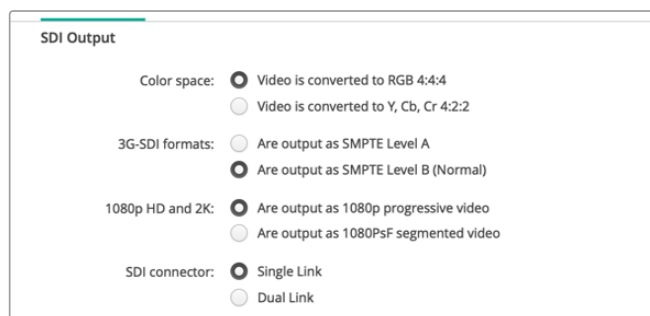 SDI Output
Color space: Video is converted to RGB 4:4:4
Video is converted to Y, Cb, Cr 4:2:2
3G-SDI formats: Are output as SMPTE Level A
Are output as SMPTE Level B (Normal)
1080p HD and 2K: Are output as 1080p progressive video
Are output as 1080PsF segmented video
SDI connector: Single Link
Dual Link